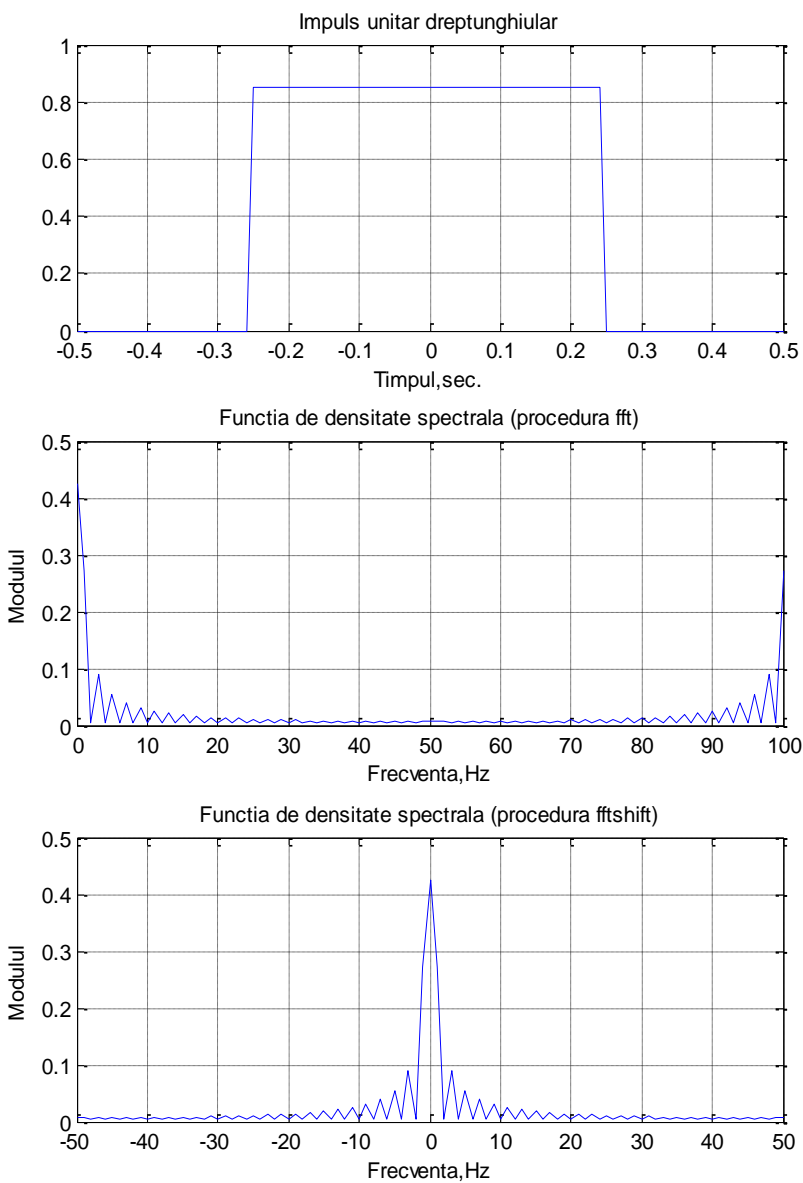 Impuls unitar dreptunghiular
1
0.8
0.6
0.4
0.2
0
-0.5 -0.4 -0.3 -0.2 -0.1 0 0.1 0.2 0.3 0.4 0.5
Timpul,sec.
Functia de densitate spectrala (procedura fft)
0.5
0.4
0.3
0.2
0.1
0
Modulul
0 10 20 30 40 50 60 70 80 90 100
Frecventa,Hz
Functia de densitate spectrala (procedura fftshift)
0.5
0.4
0.3
0.2
0.1
0
Modulul
-50 -40 -30 -20 -10 0 10 20 30 40 50
Frecventa,Hz